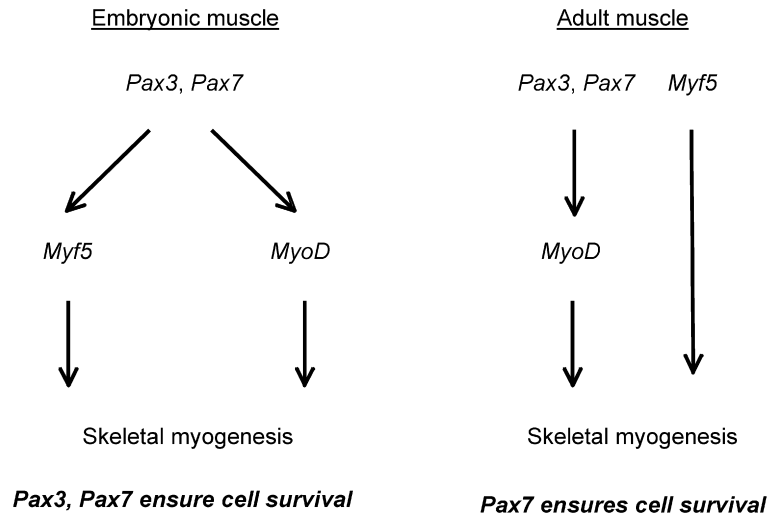 Embryonic muscle
Pax3, Pax7
Myf5
MyoD
Skeletal myogenesis
Pax3, Pax7 ensure cell survival
Adult muscle
Pax3, Pax7
Myf5
MyoD
Skeletal myogenesis
Pax7 ensures cell survival